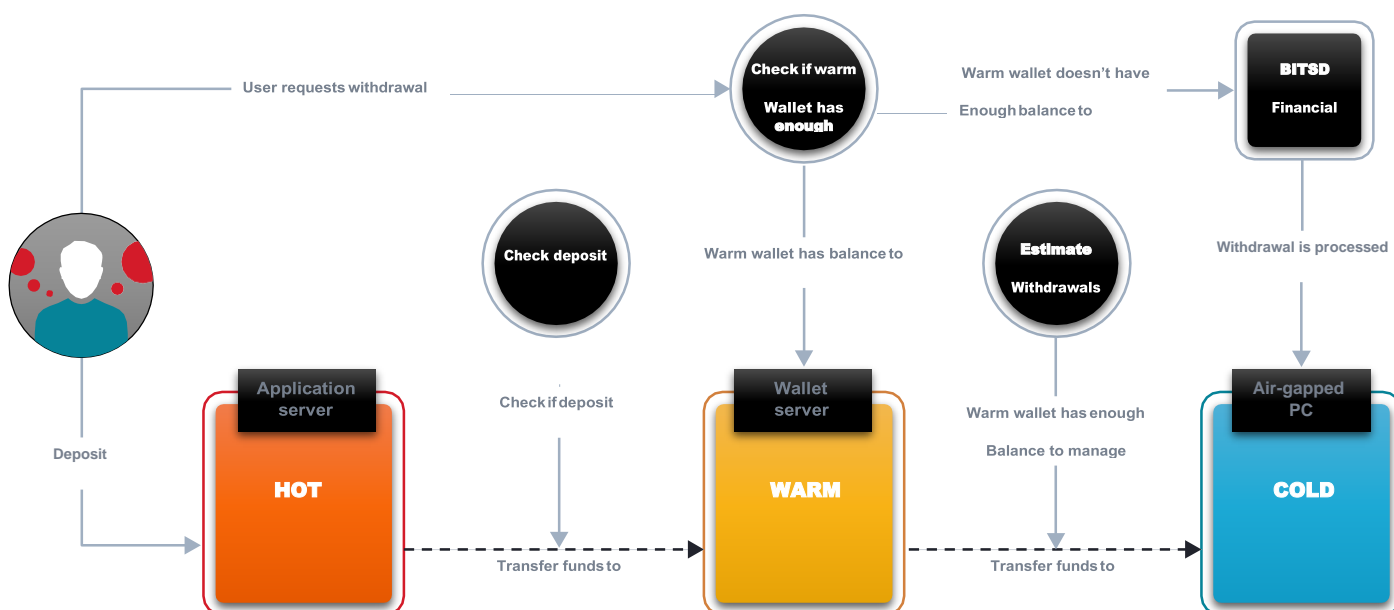 Check if warm
Wallet has
enough
Warm wallet doesn't have
Enough balance to
BITSD
Financial
User requests withdrawal
Check deposit
Warm wallet has balance to
Estimate
Withdrawals
Withdrawal is processed
Application
server
Check if deposit
Wallet
server
Warm wallet has enough
Balance to manage
Air-gapped
PC
Deposit
HOT
WARM
COLD
Transfer funds to
Transfer funds to